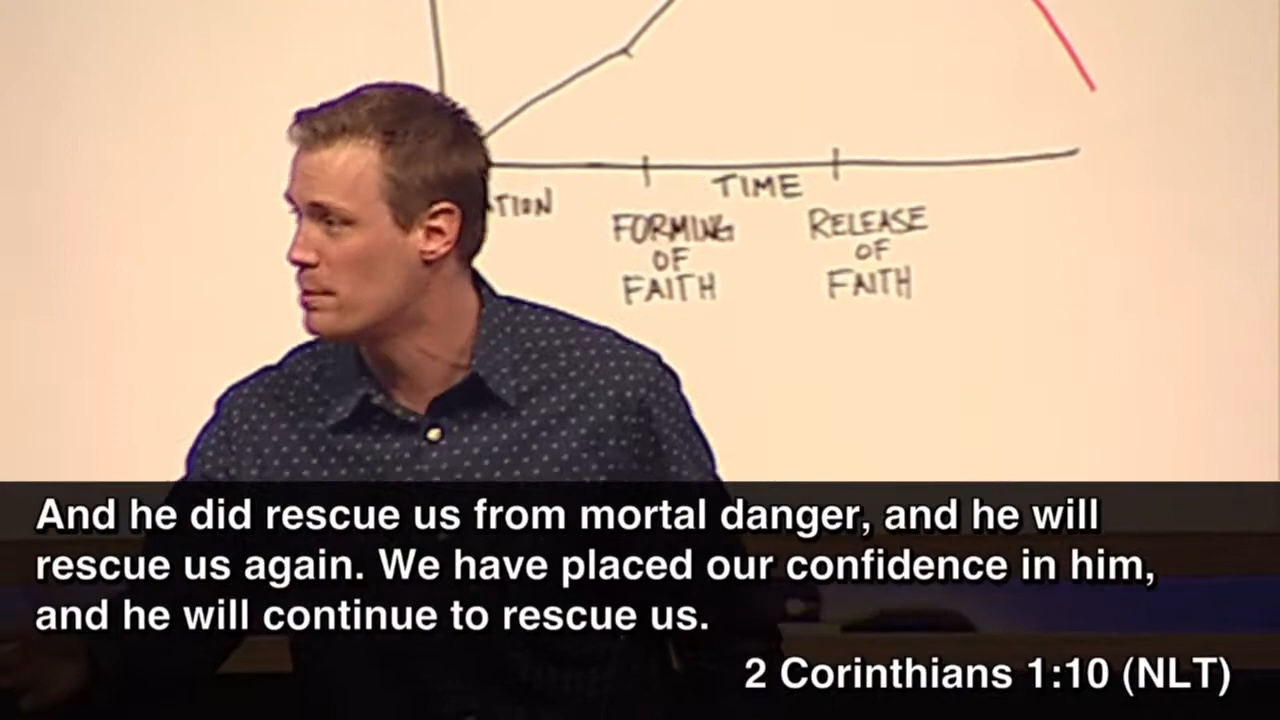 TIME
FORMING
OF
FAITH
RELEASE
OF
FAITH
And he did rescue us from mortal danger, and he will
rescue us again. We have placed our confidence in him,
and he will continue to rescue us.
2 Corinthians 1:10 (NLT)